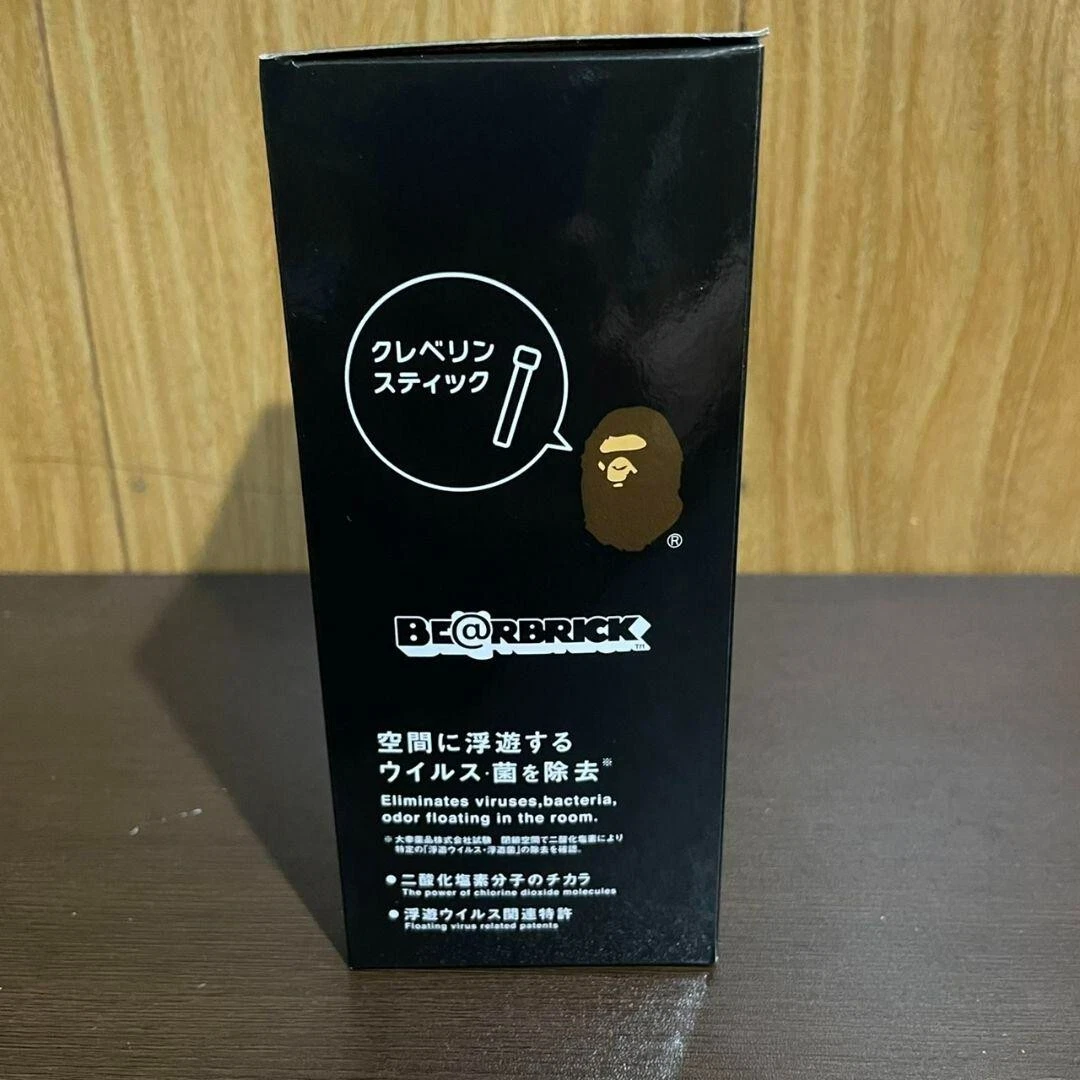 クレベリン
スティック
®
BE@RBRICK
TM
空間に浮遊する
ウイルス・菌を除去※
Eliminates viruses,bacteria,
odor floating in the room.
※大幸薬品株式会社試験 閉鎖空間で二酸化塩素により
特定の「浮遊ウイルス・浮遊菌」の除去を確認。
●二酸化塩素分子のチカラ
The power of chlorine dioxide molecules
●浮遊ウイルス関連特許
Floating virus related patents